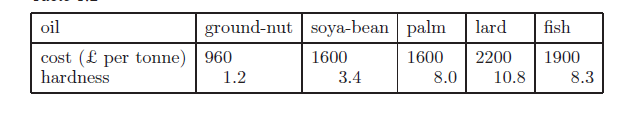 oil ground-nut soya-bean palm lard fish
cost (£ per tonne) 960 1600 1600 2200 1900
hardness 1.2 3.4 8.0 10.8 8.3